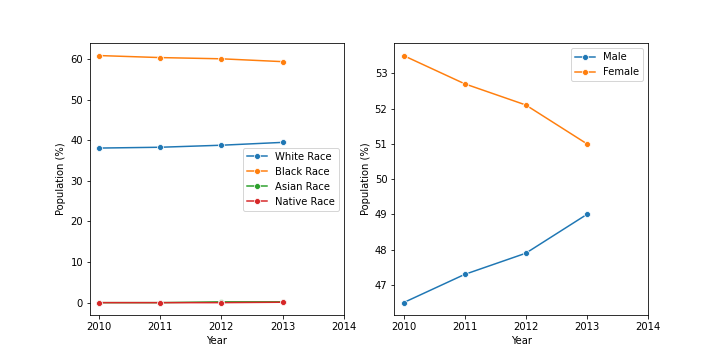 60
50
40
30
20
10
0
Population (%)
2010 2011 2012 2013 2014
Year
White Race
Black Race
Asian Race
Native Race
53
52
51
50
49
48
47
Population (%)
2010 2011 2012 2013 2014
Year
Male
Female